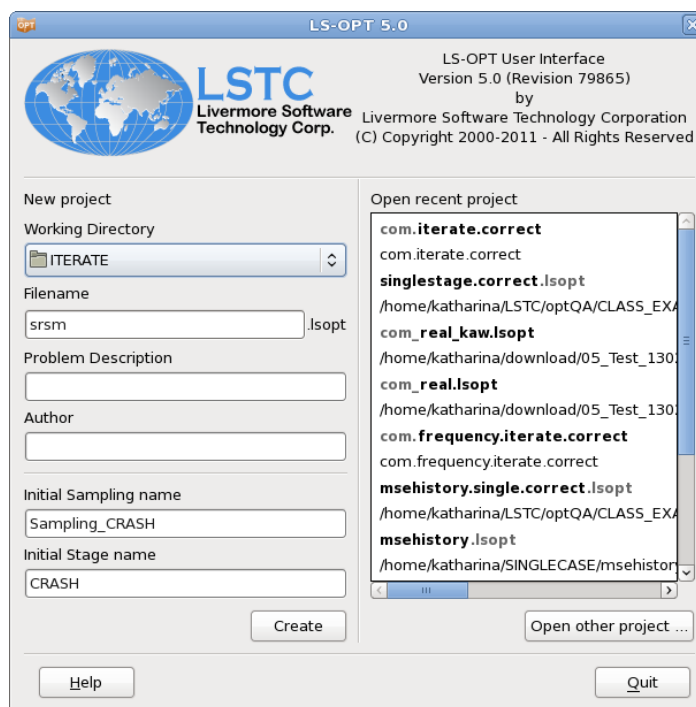 LS-OPT 5.0
OPT
LSTC
Livermore Software
Technology Corp.
LS-OPT User Interface
Version 5.0 (Revision 79865)
by
Livermore Software Technology Corporation
(C) Copyright 2000-2011 - All Rights Reserved
New project
Working Directory
ITERATE
Filename
srsm
.lsopt
Problem Description
Author
Initial Sampling name
Sampling_CRASH
Initial Stage name
CRASH
Create
Open recent project
com.iterate.correct
com.iterate.correct
singlestage.correct.lsopt
/home/katharina/LSTC/optQA/CLASS_EXA
com_real_kaw.lsopt
/home/katharina/download/05_Test_130
com_real.lsopt
/home/katharina/download/05_Test_130
com.frequency.iterate.correct
com.frequency.iterate.correct
msehistory.single.correct.lsopt
/home/katharina/LSTC/optQA/CLASS_EXA
msehistory.lsopt
/home/katharina/SINGLECASE/msehistory
Open other project ...
Help
Quit